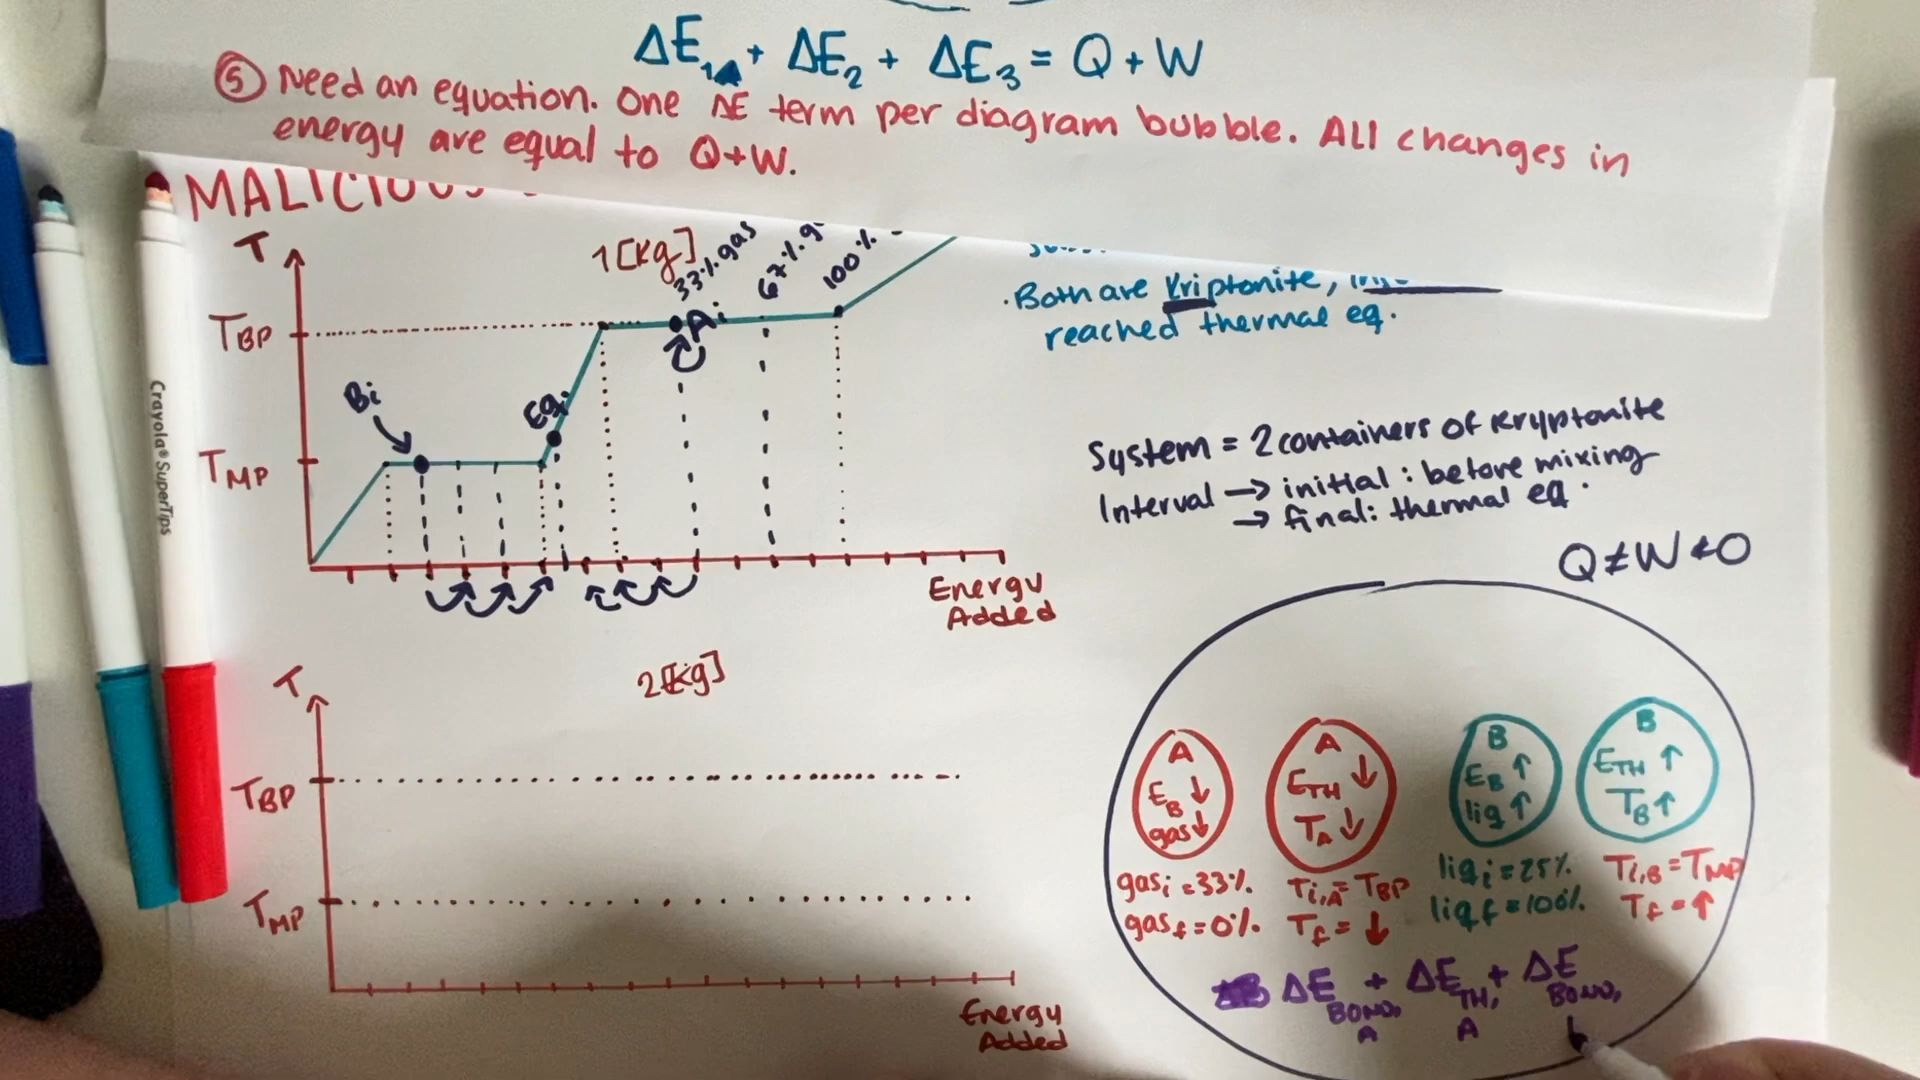 ΔE₁ + ΔE₂ + ΔE₃ = Q + W
⑤ Need an equation. One ΔE term per diagram bubble. All changes in
energy are equal to Q+W.
MALICIOUS
Crayola® SuperTips
T
1[kg]
33% gas
67% g
100%
TBP
Ai
Bi
Eqi
TMP
Energy
Added
· Both are Kriptonite,
reached thermal eq.
System = 2 containers of Kryptonite
Interval → initial : before mixing
→ final: thermal eq.
Q≠W≠0
T
2[kg]
TBP
TMP
Energy
Added
A
EB ↓
gas↓
A
ETH ↓
TA ↓
B
EB ↑
liq ↑
B
ETH ↑
TB ↑
gasi = 33%
gasf = 0%
Ti,A = TBP
Tf = ↓
liqi = 25%
liqf = 100%
Ti,B = TMP
Tf = ↑
ΔE BOND, A + ΔE TH, A + ΔE BOND,